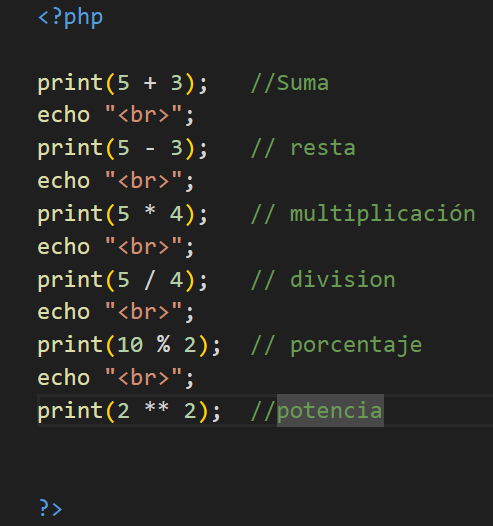 <?php
print(5 + 3);   //Suma
echo "<br>";
print(5 - 3);   // resta
echo "<br>";
print(5 * 4);   // multiplicación
echo "<br>";
print(5 / 4);   // division
echo "<br>";
print(10 % 2);  // porcentaje
echo "<br>";
print(2 ** 2);  //potencia
?>